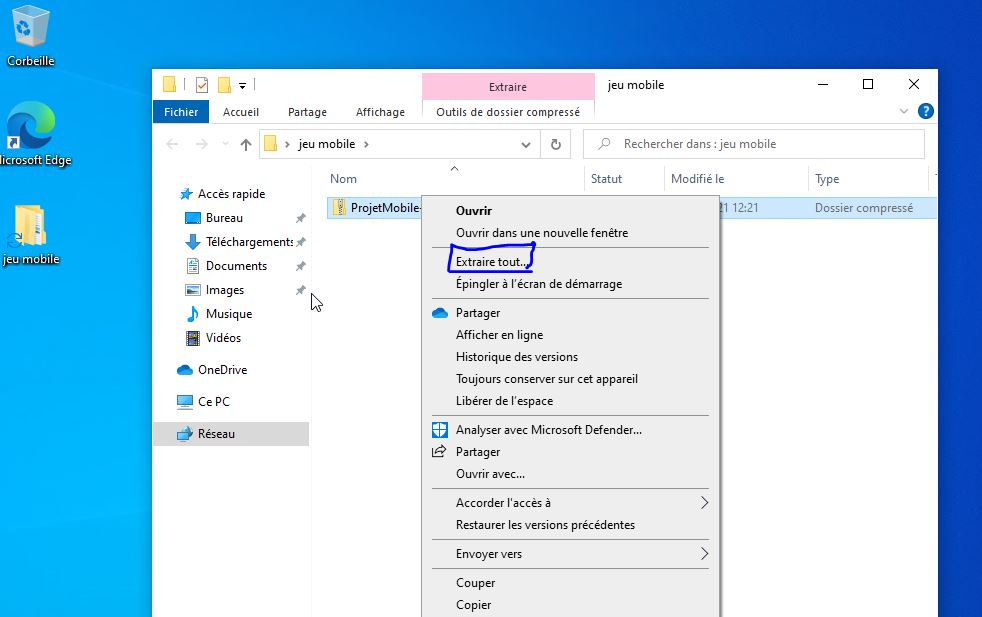 Corbeille
Microsoft Edge
jeu mobile
Extraire
jeu mobile
Fichier
Accueil
Partage
Affichage
Outils de dossier compressé
?
jeu mobile
Rechercher dans : jeu mobile
Nom
Statut
Modifié le
Type
Accès rapide
Bureau
Téléchargements
Documents
Images
Musique
Vidéos
OneDrive
Ce PC
Réseau
ProjetMobile-
21 12:21
Dossier compressé
Ouvrir
Ouvrir dans une nouvelle fenêtre
Extraire tout...
Épingler à l'écran de démarrage
Partager
Afficher en ligne
Historique des versions
Toujours conserver sur cet appareil
Libérer de l'espace
Analyser avec Microsoft Defender...
Partager
Ouvrir avec...
Accorder l'accès à
Restaurer les versions précédentes
Envoyer vers
Couper
Copier